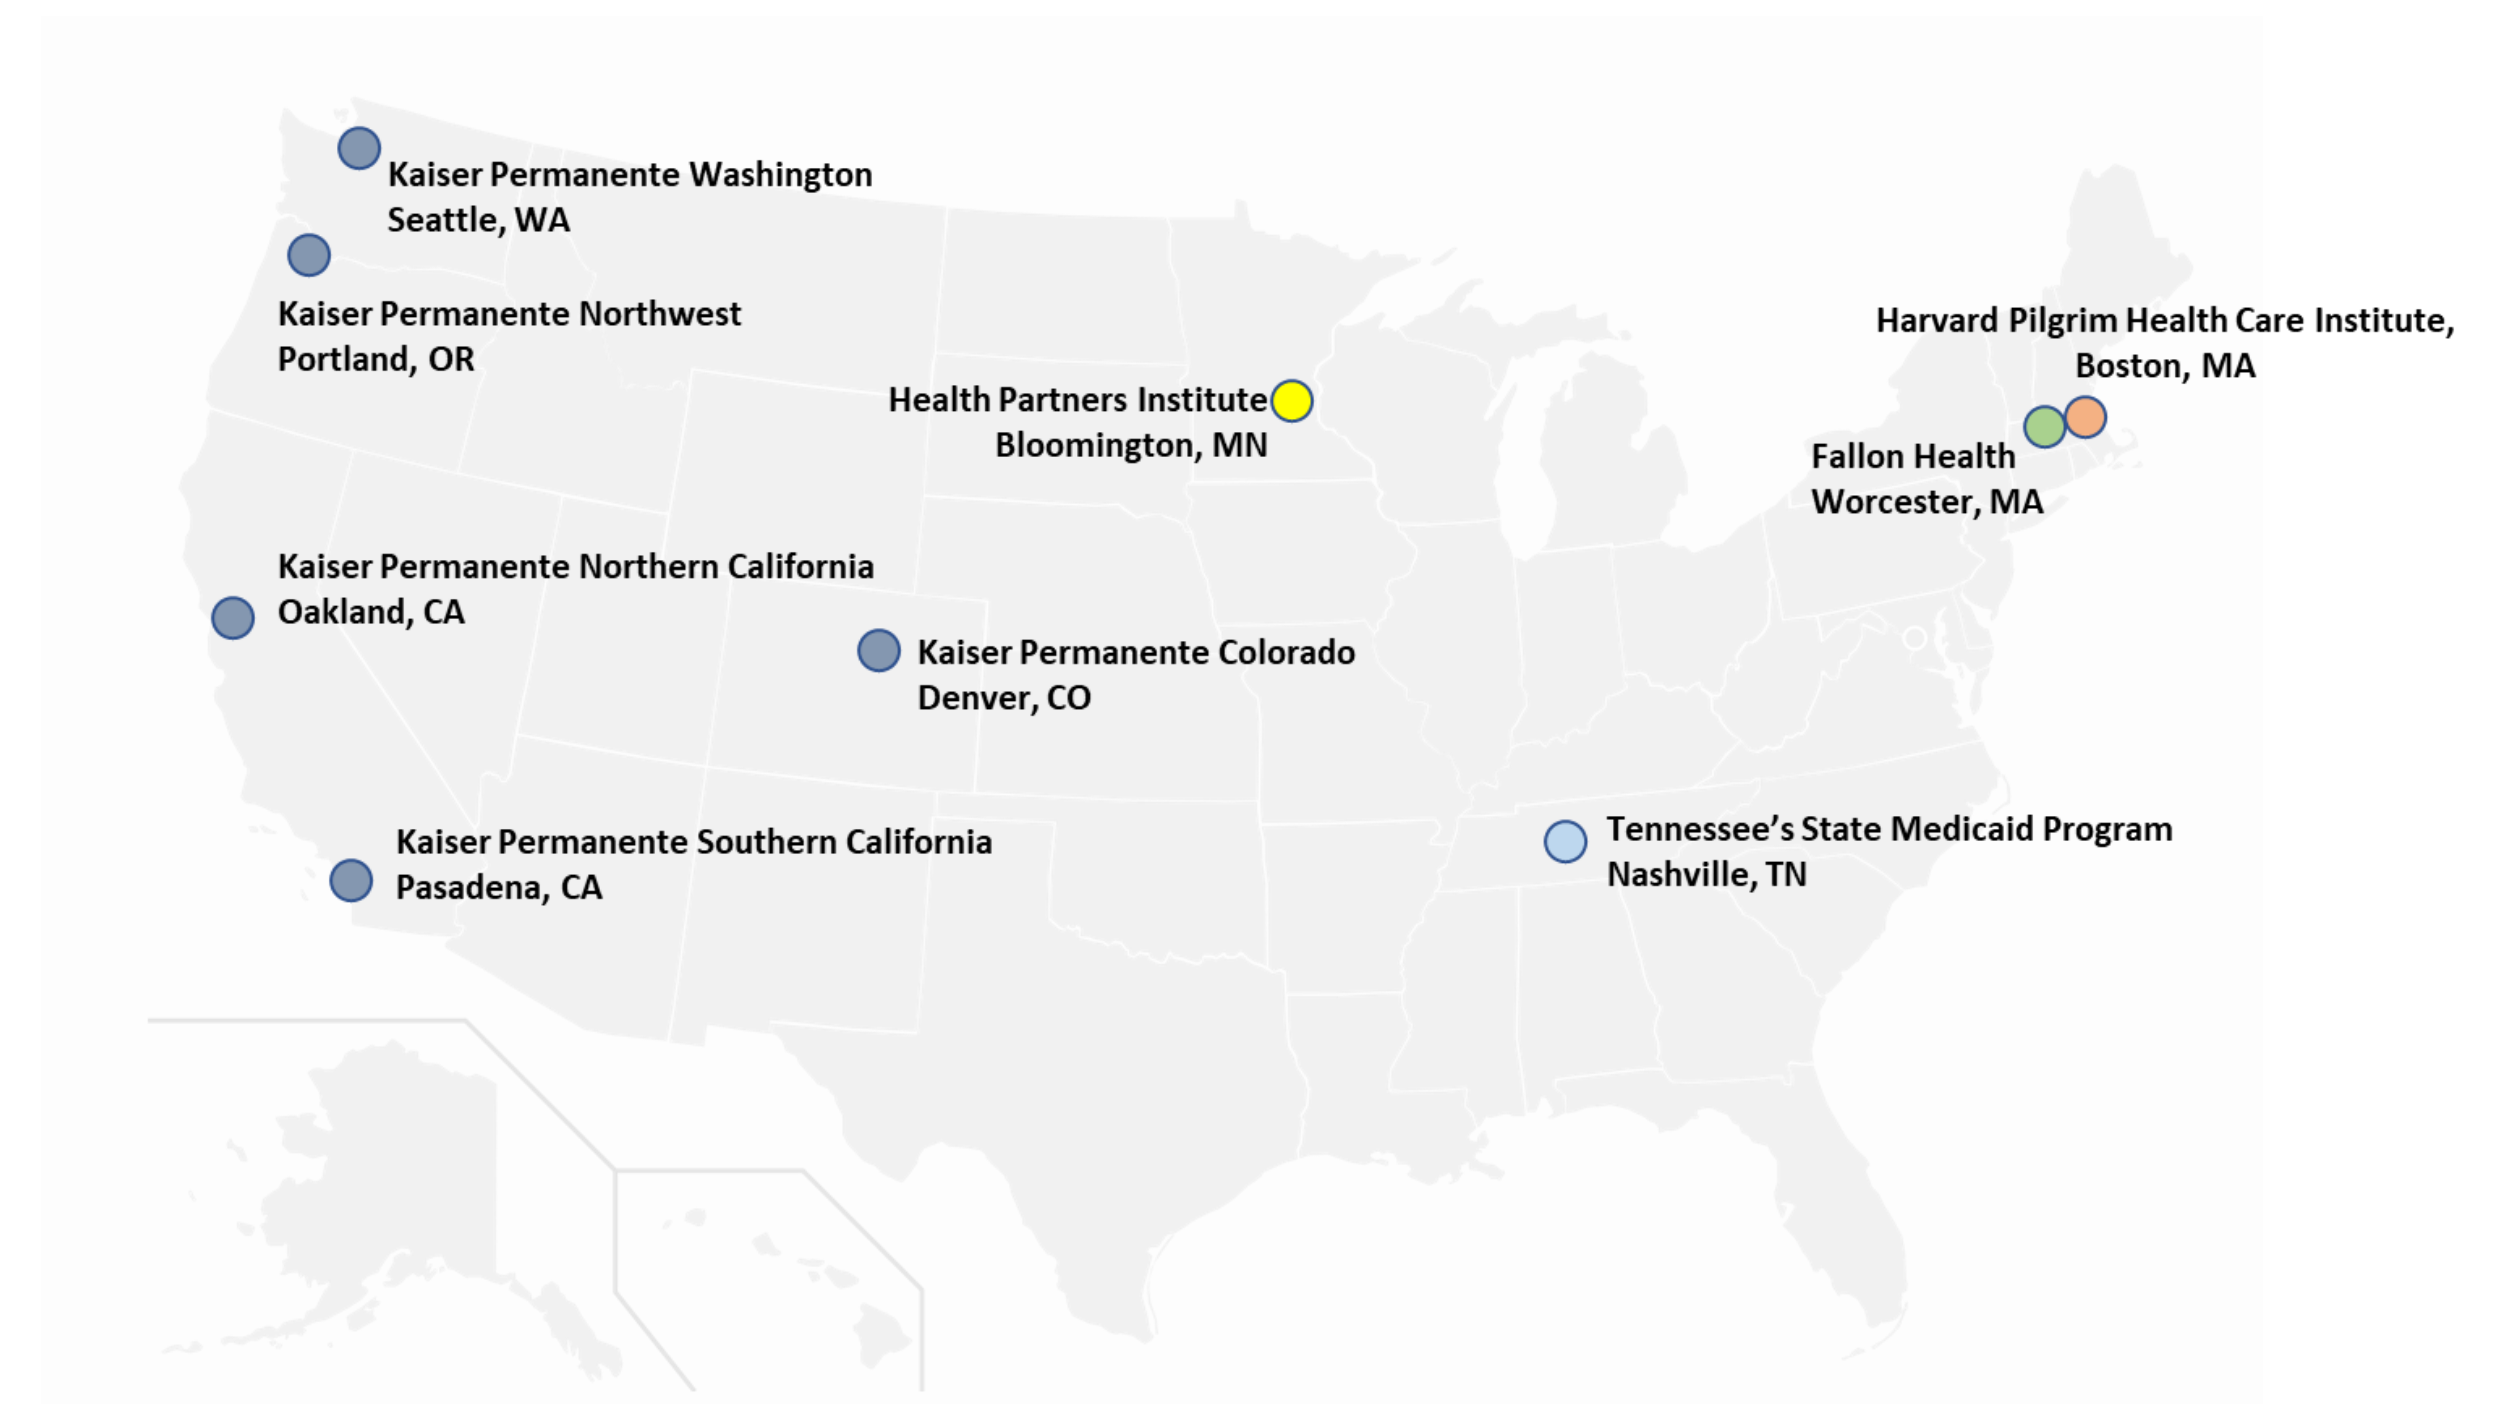 Kaiser Permanente Washington
Seattle, WA
Kaiser Permanente Northwest
Portland, OR
Harvard Pilgrim Health Care Institute,
Boston, MA
Health Partners Institute
Bloomington, MN
Fallon Health
Worcester, MA
Kaiser Permanente Northern California
Oakland, CA
Kaiser Permanente Colorado
Denver, CO
Kaiser Permanente Southern California
Pasadena, CA
Tennessee’s State Medicaid Program
Nashville, TN